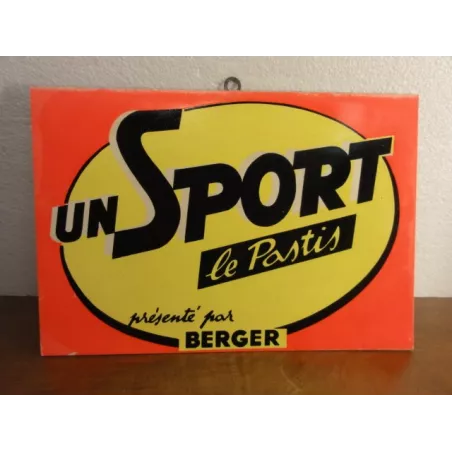 UN SPORT
le Pastis
présenté par
BERGER